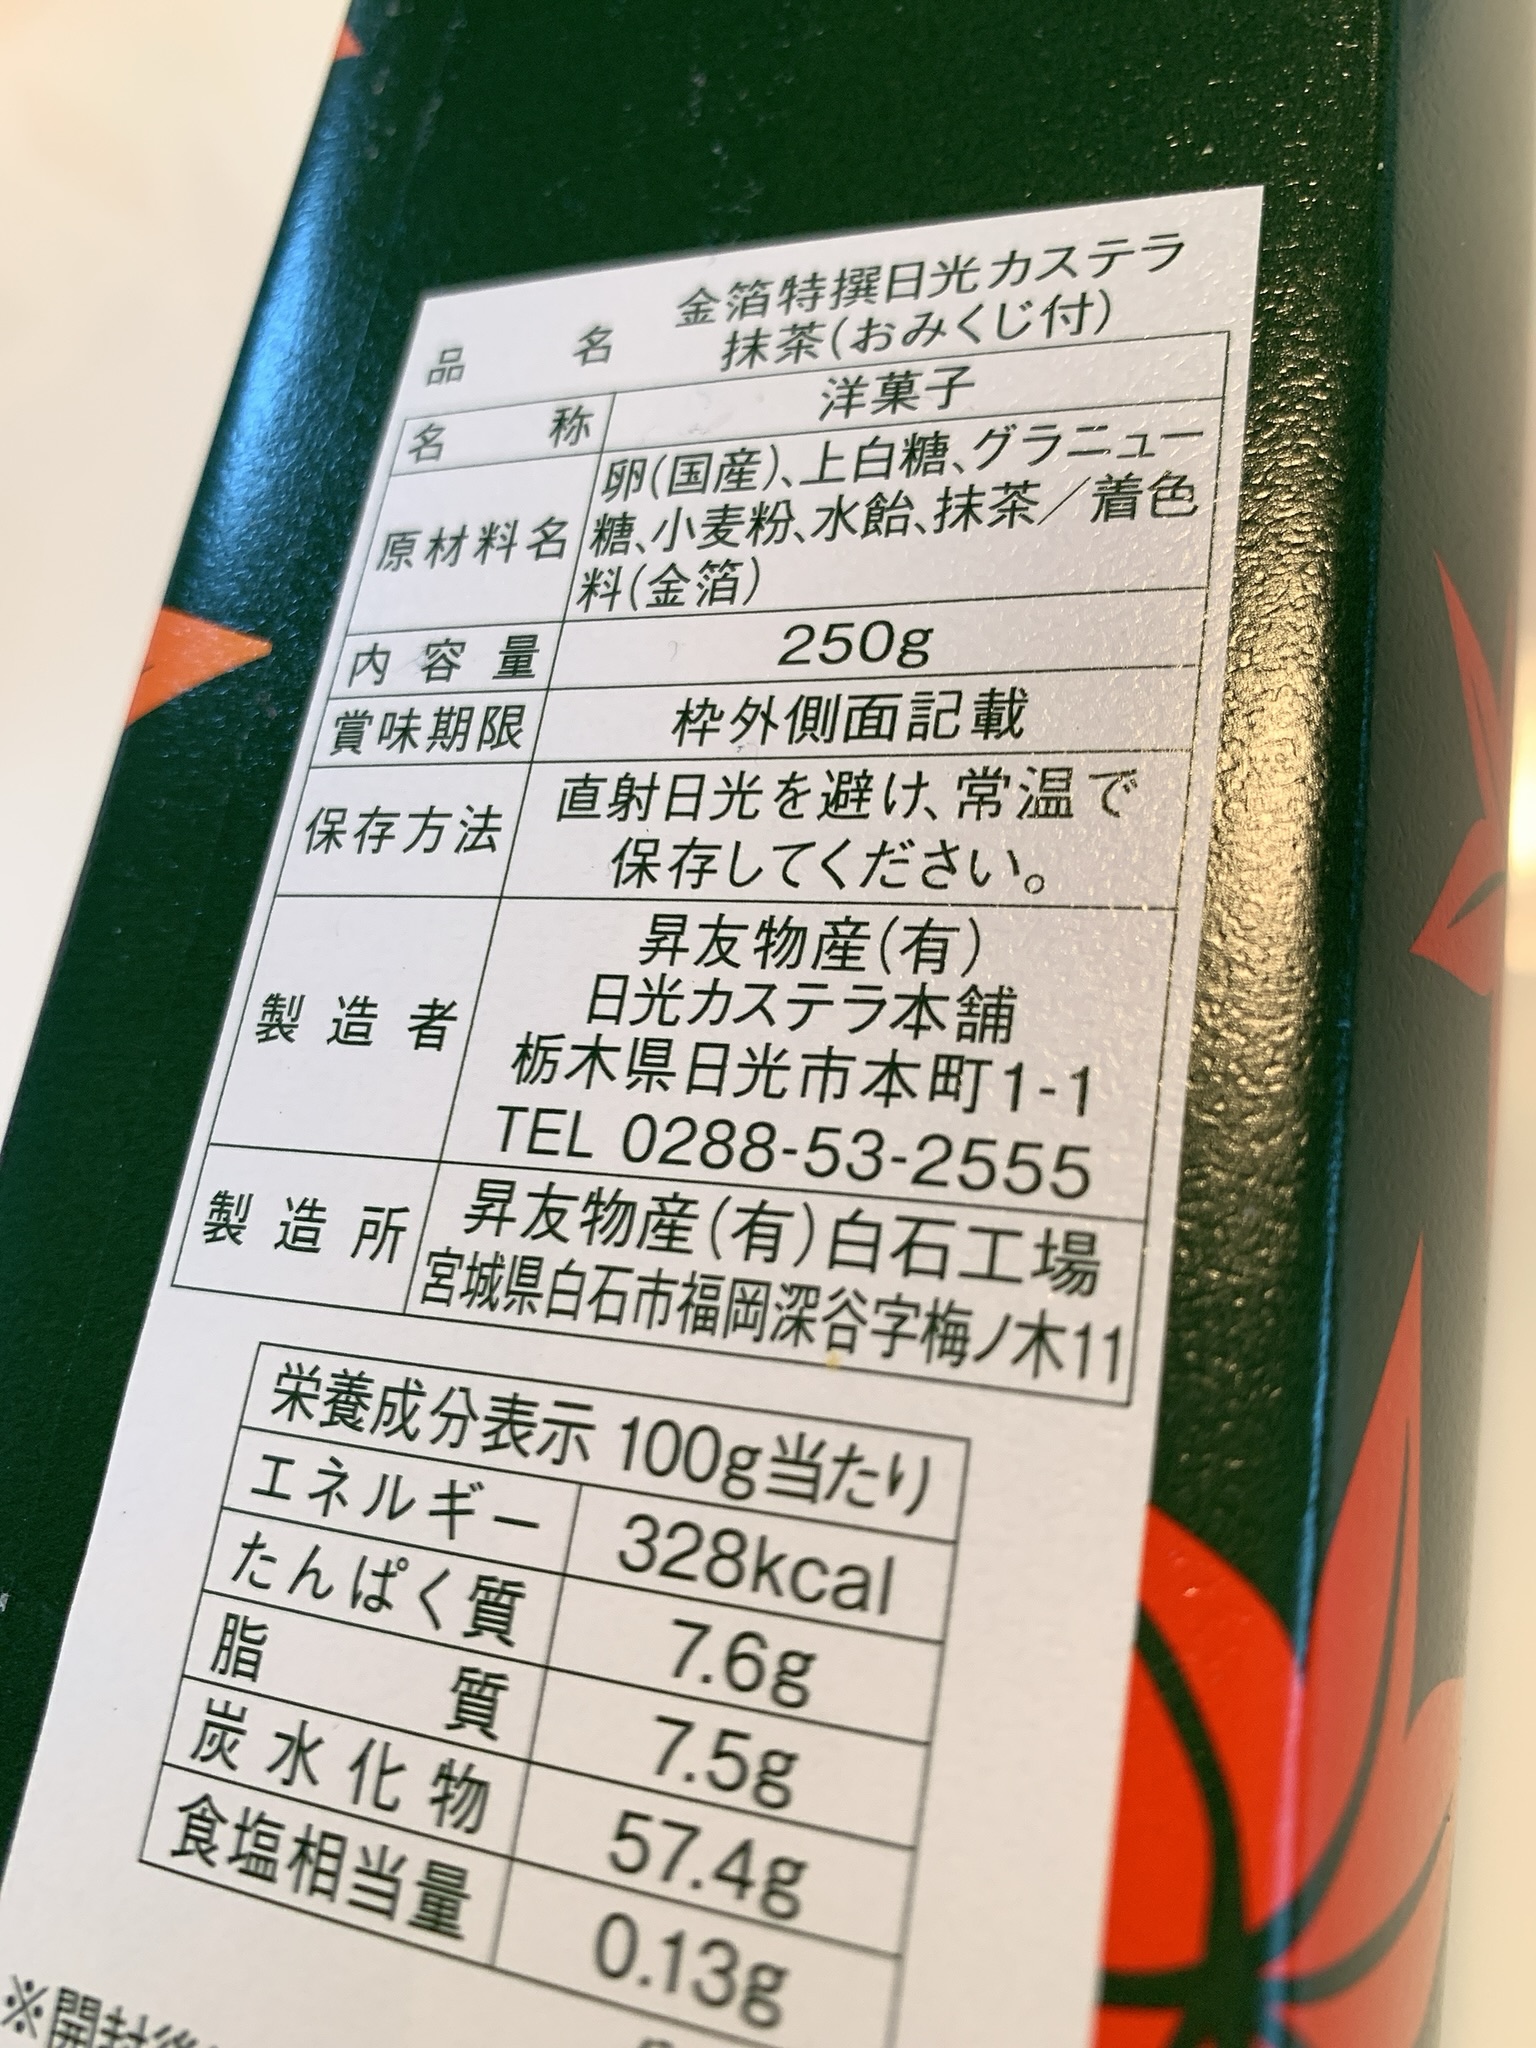 品名 金箔特撰日光カステラ
抹茶(おみくじ付)
名称 洋菓子
原材料名 卵(国産)、上白糖、グラニュー
糖、小麦粉、水飴、抹茶／着色
料(金箔)
内容量 250g
賞味期限 枠外側面記載
保存方法 直射日光を避け、常温で
保存してください。
製造者 昇友物産(有)
日光カステラ本舗
栃木県日光市本町1-1
TEL 0288-53-2555
製造所 昇友物産(有)白石工場
宮城県白石市福岡深谷字梅ノ木11
栄養成分表示 100g当たり
エネルギー 328kcal
たんぱく質 7.6g
脂質 7.5g
炭水化物 57.4g
食塩相当量 0.13g
※開封後